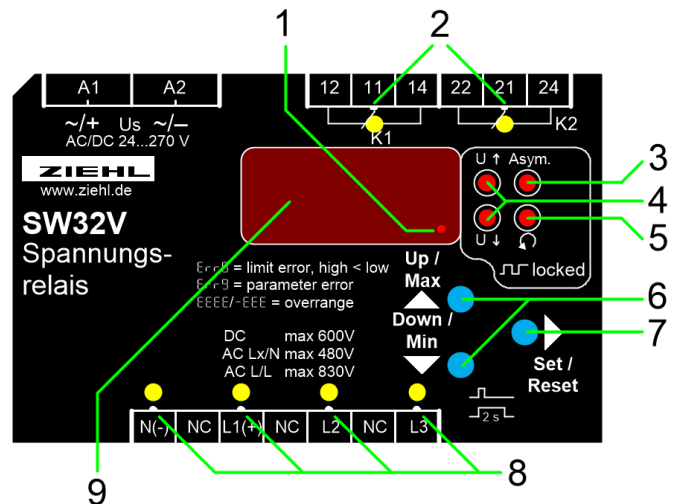 1
2
A1 A2
12 11 14 22 21 24
~/+ Us ~/–
AC/DC 24...270 V
K1
K2
ZIEHL
www.ziehl.de
U ↑ Asym.
3
4
5
U ↓
locked
SW32V
Spannungs-
relais
Err8 = limit error, high < low
Err9 = parameter error
EEEE/-EEE = overrange
Up /
Max
Down /
Min
6
7
Set /
Reset
DC max 600V
AC Lx/N max 480V
AC L/L max 830V
2 s
N(-) NC L1(+) NC L2 NC L3
8
9